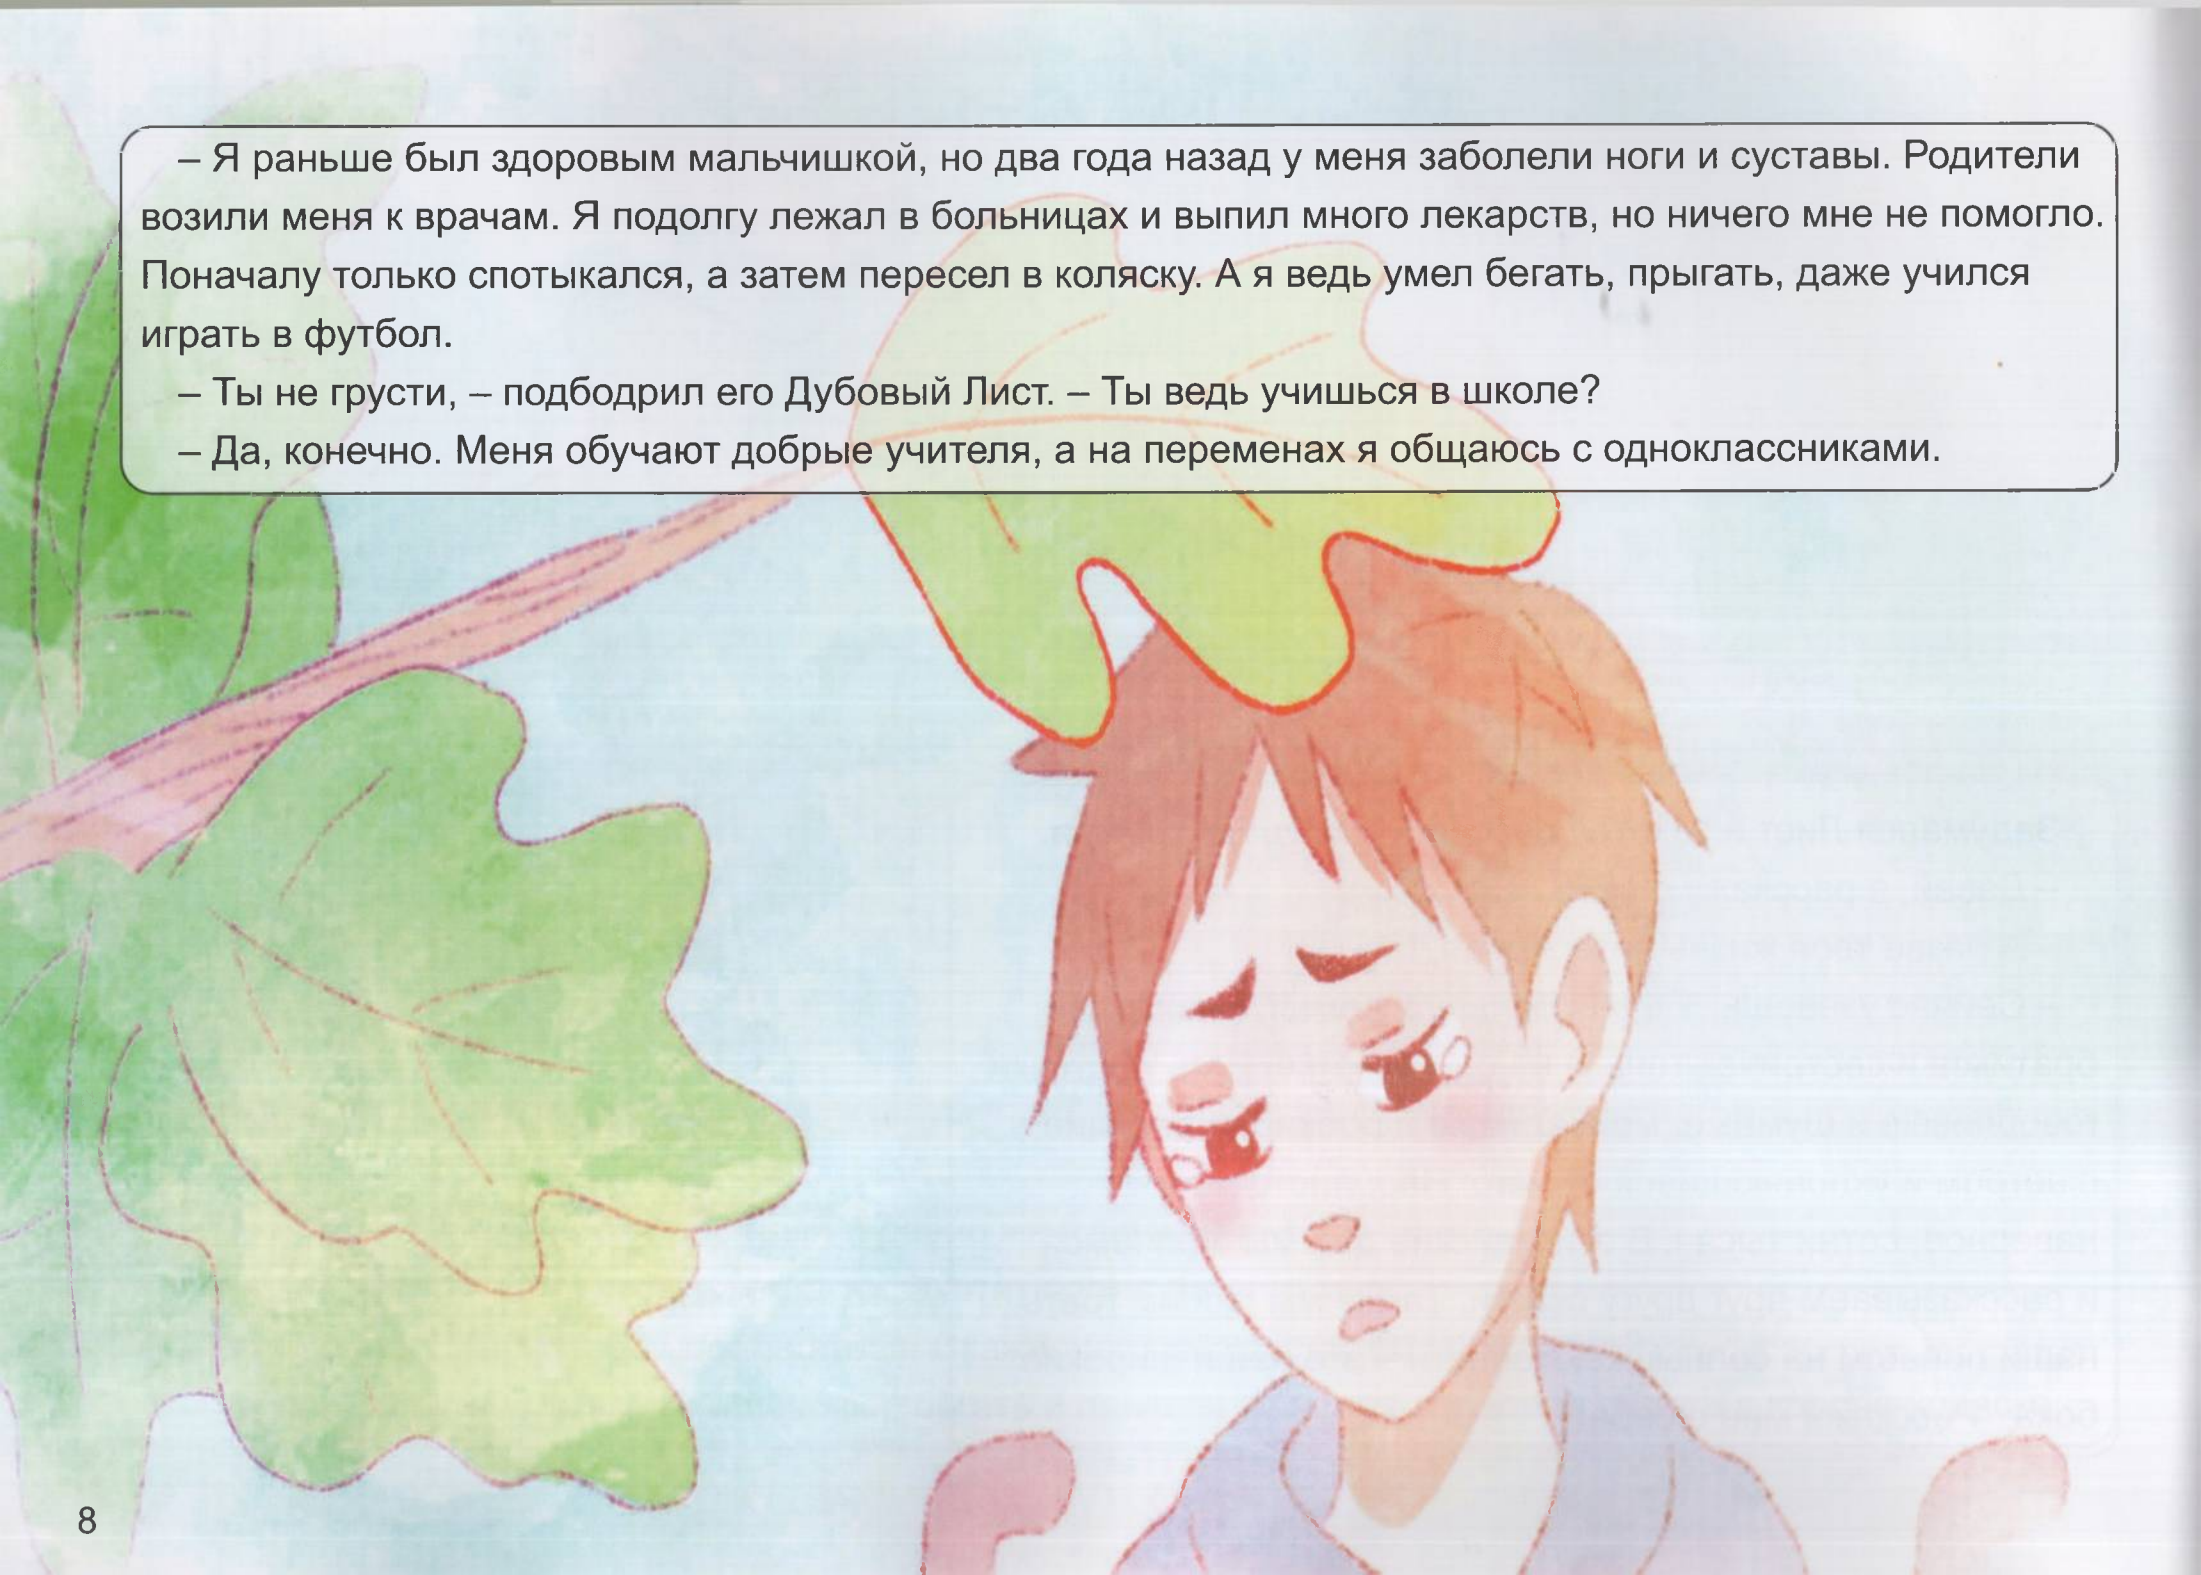 – Я раньше был здоровым мальчишкой, но два года назад у меня заболели ноги и суставы. Родители
возили меня к врачам. Я подолгу лежал в больницах и выпил много лекарств, но ничего мне не помогло.
Поначалу только спотыкался, а затем пересел в коляску. А я ведь умел бегать, прыгать, даже учился
играть в футбол.
– Ты не грусти, – подбодрил его Дубовый Лист. – Ты ведь учишься в школе?
– Да, конечно. Меня обучают добрые учителя, а на переменах я общаюсь с одноклассниками.
8